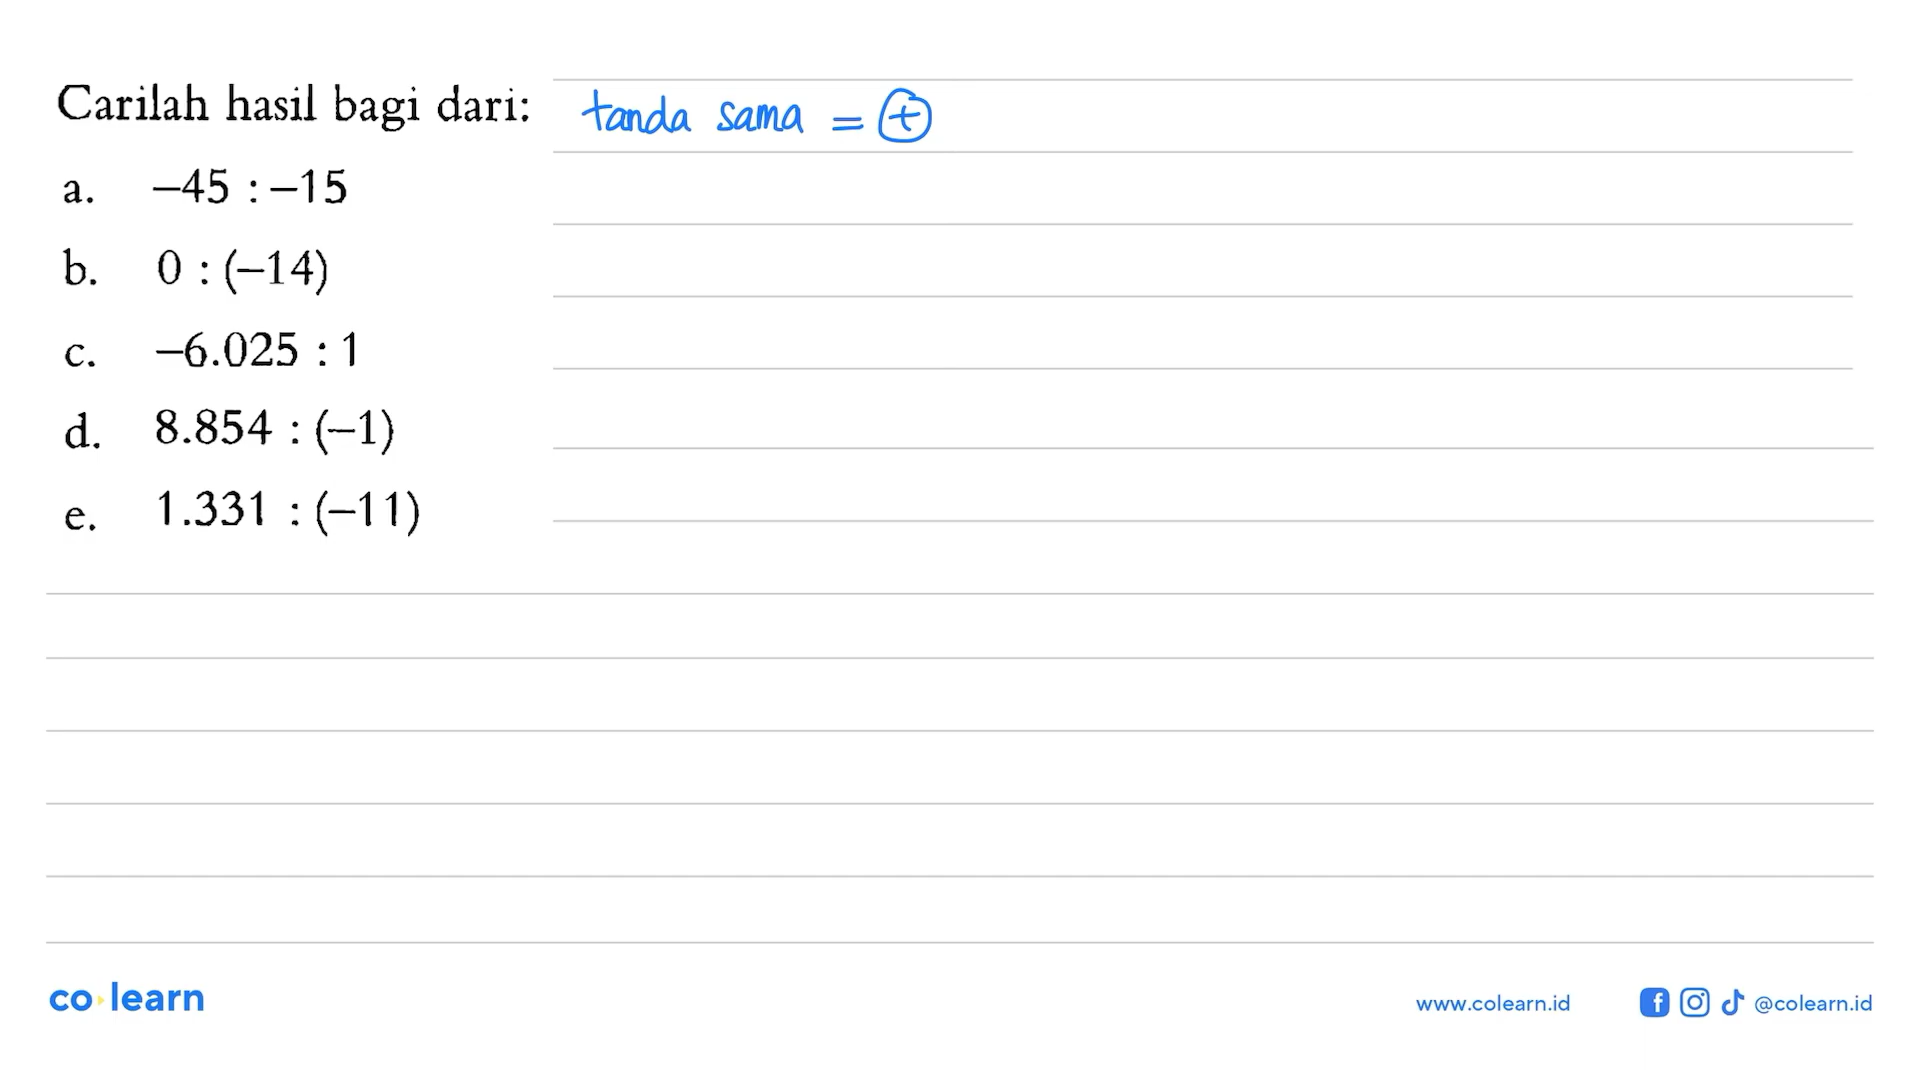 Carilah hasil bagi dari:
tanda sama = (+)
a. –45 : –15
b. 0 : (–14)
c. –6.025 : 1
d. 8.854 : (–1)
e. 1.331 : (–11)
co learn
www.colearn.id
@colearn.id